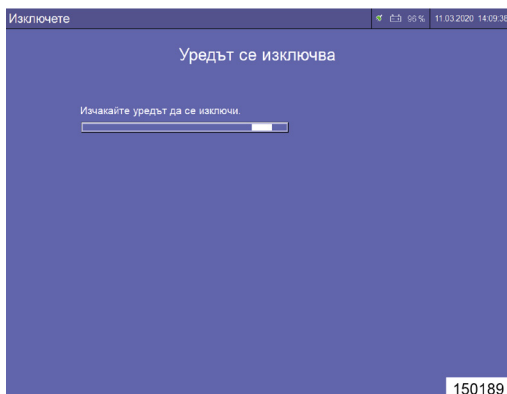 Изключете 96 % 11.03.2020 14:09:38
Уредът се изключва
Изчакайте уредът да се изключи.
150189